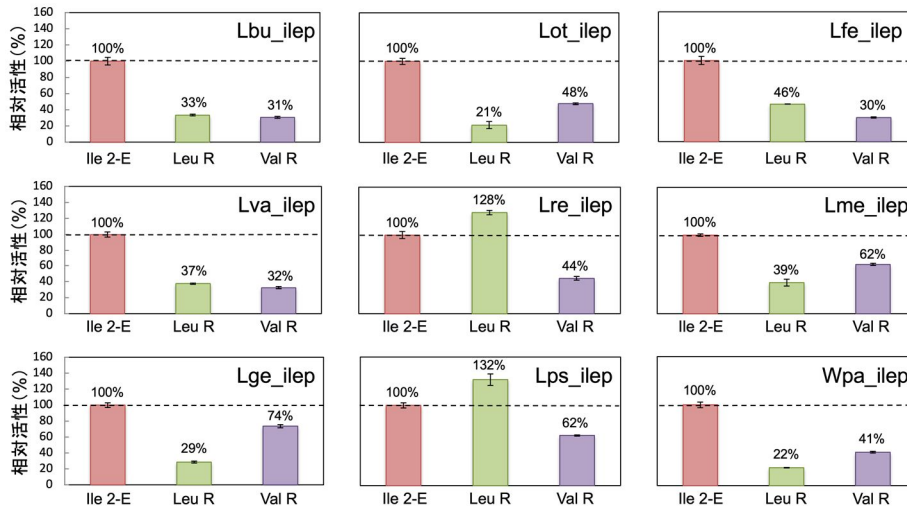 Lbu_ilep
相対活性(%)
160
140
120
100
80
60
40
20
0
100%
33%
31%
Ile 2-E Leu R Val R
Lot_ilep
100%
21%
48%
Ile 2-E Leu R Val R
Lfe_ilep
100%
46%
30%
Ile 2-E Leu R Val R
Lva_ilep
相対活性(%)
160
140
120
100
80
60
40
20
0
100%
37%
32%
Ile 2-E Leu R Val R
Lre_ilep
100%
128%
44%
Ile 2-E Leu R Val R
Lme_ilep
100%
39%
62%
Ile 2-E Leu R Val R
Lge_ilep
相対活性(%)
160
140
120
100
80
60
40
20
0
100%
29%
74%
Ile 2-E Leu R Val R
Lps_ilep
100%
132%
62%
Ile 2-E Leu R Val R
Wpa_ilep
100%
22%
41%
Ile 2-E Leu R Val R